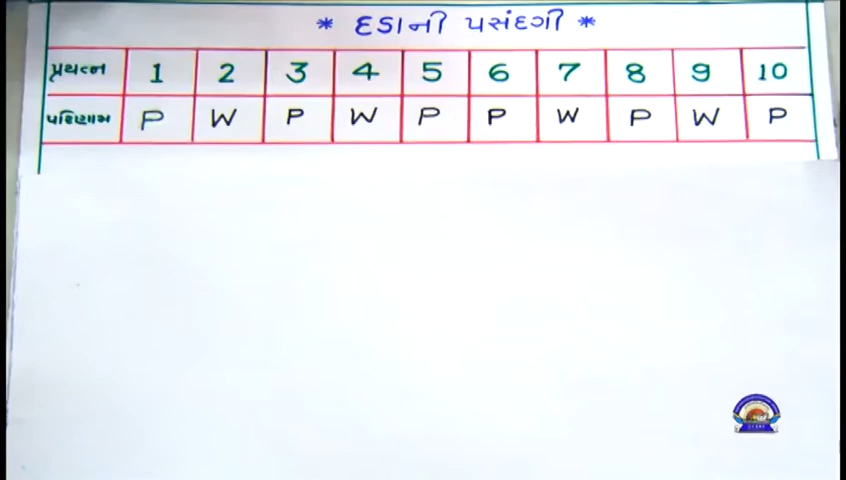 * દડાની પસંદગી *
પ્રયત્ન 1 2 3 4 5 6 7 8 9 10
પરિણામ P W P W P P W P W P